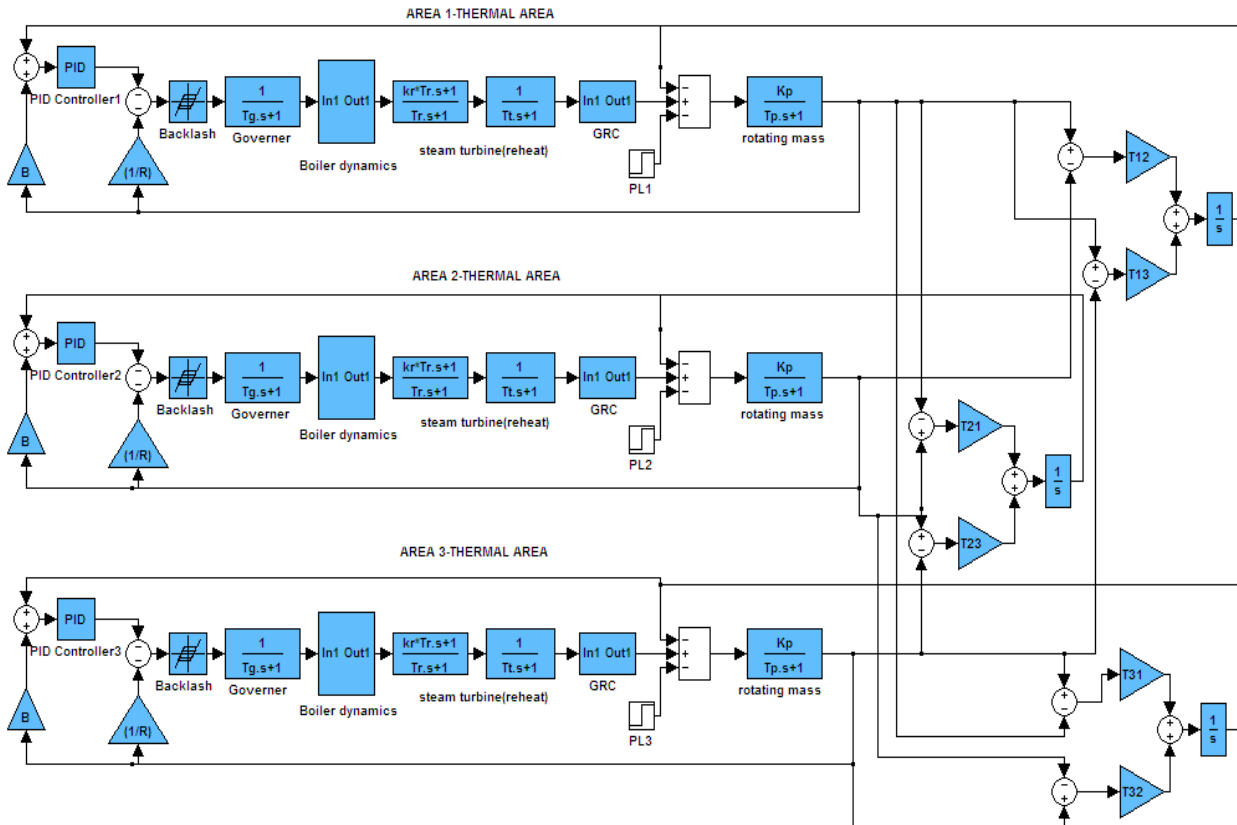 AREA 1-THERMAL AREA
PID
PID Controller1
Backlash
1
Tg.s+1
Governer
In1 Out1
Boiler dynamics
kr*Tr.s+1
Tr.s+1
1
Tt.s+1
steam turbine(reheat)
In1 Out1
GRC
PL1
Kp
Tp.s+1
rotating mass
B
(1/R)
T12
T13
1
s
AREA 2-THERMAL AREA
PID
PID Controller2
Backlash
1
Tg.s+1
Governer
In1 Out1
Boiler dynamics
kr*Tr.s+1
Tr.s+1
1
Tt.s+1
steam turbine(reheat)
In1 Out1
GRC
PL2
Kp
Tp.s+1
rotating mass
B
(1/R)
T21
T23
1
s
AREA 3-THERMAL AREA
PID
PID Controller3
Backlash
1
Tg.s+1
Governer
In1 Out1
Boiler dynamics
kr*Tr.s+1
Tr.s+1
1
Tt.s+1
steam turbine(reheat)
In1 Out1
GRC
PL3
Kp
Tp.s+1
rotating mass
B
(1/R)
T31
T32
1
s